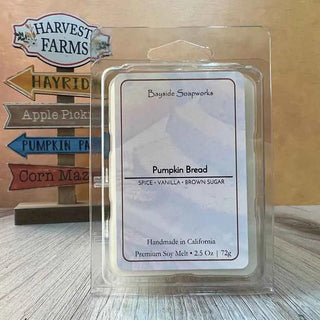 HARVEST
FARMS
HAYRID
Apple Pickin
PUMPKIN PA
Corn Maz
Bayside Soapworks
Pumpkin Bread
SPICE • VANILLA • BROWN SUGAR
Handmade in California
Premium Soy Melt • 2.5 Oz | 72g